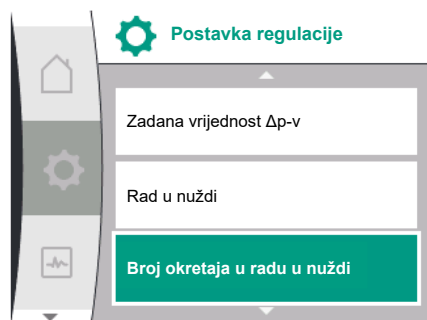 Postavka regulacije
Zadana vrijednost Δp-v
Rad u nuždi
Broj okretaja u radu u nuždi